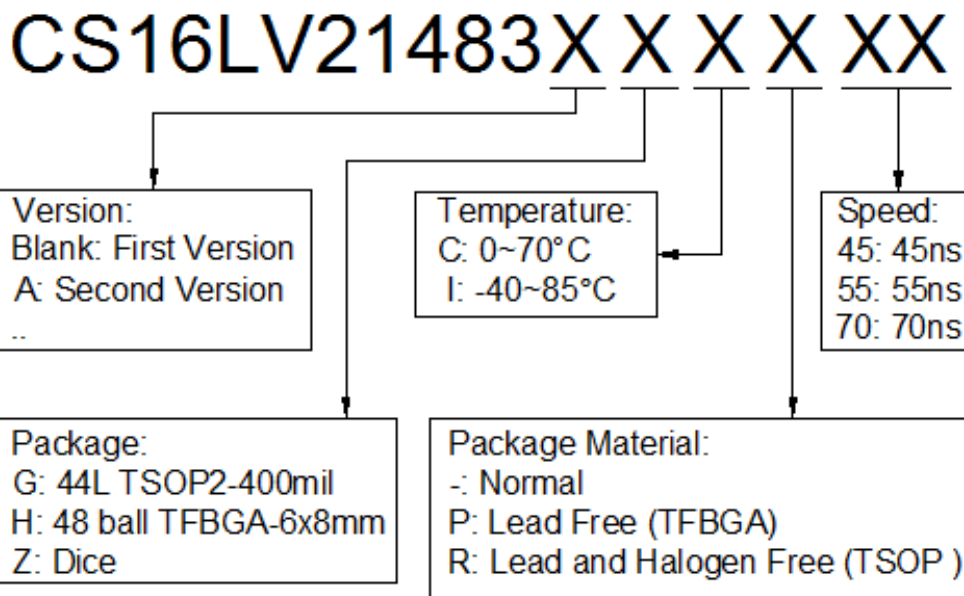 CS16LV21483X X X X XX
Version:
Blank: First Version
A: Second Version
..
Temperature:
C: 0~70°C
I: -40~85°C
Speed:
45: 45ns
55: 55ns
70: 70ns
Package:
G: 44L TSOP2-400mil
H: 48 ball TFBGA-6x8mm
Z: Dice
Package Material:
-: Normal
P: Lead Free (TFBGA)
R: Lead and Halogen Free (TSOP )